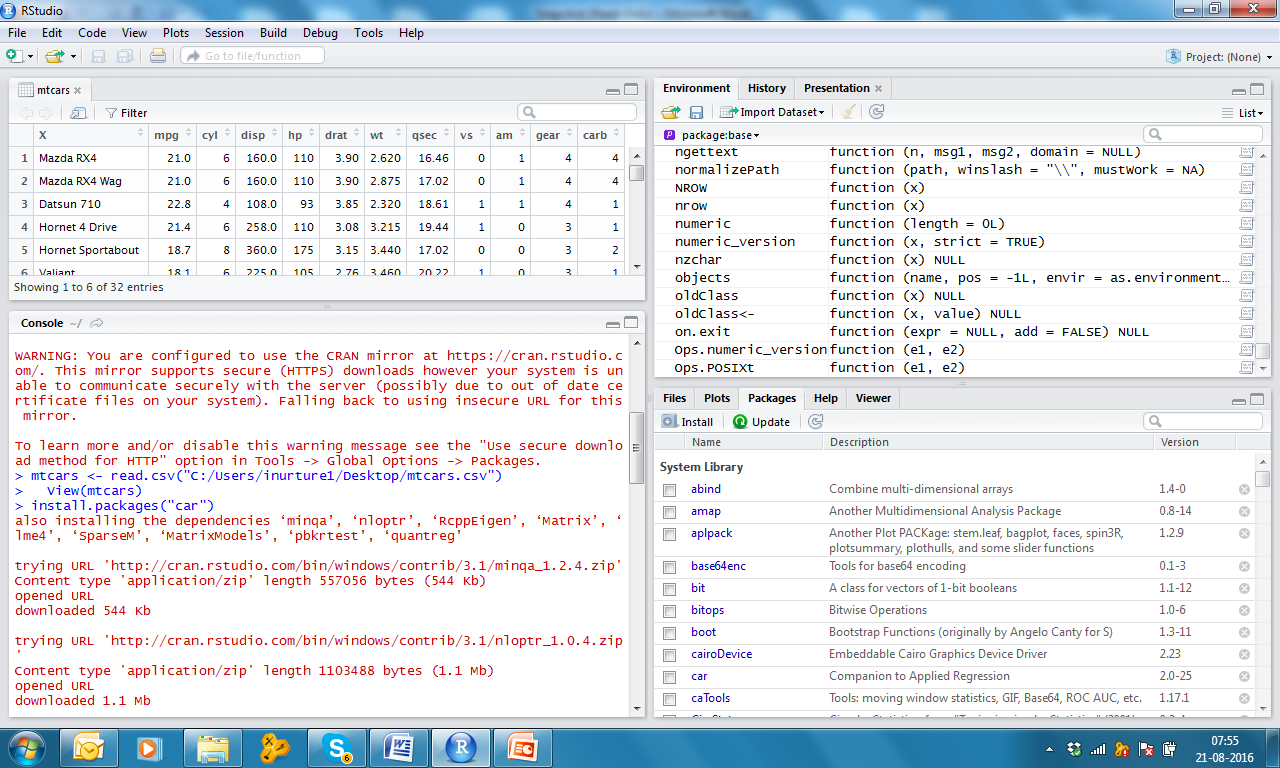 RStudio
File Edit Code View Plots Session Build Debug Tools Help
Go to file/function
Project: (None)
mtcars
Filter
X mpg cyl disp hp drat wt qsec vs am gear carb
1 Mazda RX4 21.0 6 160.0 110 3.90 2.620 16.46 0 1 4 4
2 Mazda RX4 Wag 21.0 6 160.0 110 3.90 2.875 17.02 0 1 4 4
3 Datsun 710 22.8 4 108.0 93 3.85 2.320 18.61 1 1 4 1
4 Hornet 4 Drive 21.4 6 258.0 110 3.08 3.215 19.44 1 0 3 1
5 Hornet Sportabout 18.7 8 360.0 175 3.15 3.440 17.02 0 0 3 2
6 Valiant 18.1 6 225.0 105 2.76 3.460 20.22 1 0 3 1
Showing 1 to 6 of 32 entries
Console ~/
WARNING: You are configured to use the CRAN mirror at https://cran.rstudio.c
om/. This mirror supports secure (HTTPS) downloads however your system is un
able to communicate securely with the server (possibly due to out of date ce
rtificate files on your system). Falling back to using insecure URL for this
 mirror.
To learn more and/or disable this warning message see the "Use secure downlo
ad method for HTTP" option in Tools -> Global Options -> Packages.
> mtcars <- read.csv("C:/Users/inurture1/Desktop/mtcars.csv")
>   View(mtcars)
> install.packages("car")
also installing the dependencies ‘minqa’, ‘nloptr’, ‘RcppEigen’, ‘Matrix’, ‘
lme4’, ‘SparseM’, ‘MatrixModels’, ‘pbkrtest’, ‘quantreg’
trying URL 'http://cran.rstudio.com/bin/windows/contrib/3.1/minqa_1.2.4.zip'
Content type 'application/zip' length 557056 bytes (544 Kb)
opened URL
downloaded 544 Kb
trying URL 'http://cran.rstudio.com/bin/windows/contrib/3.1/nloptr_1.0.4.zip
'
Content type 'application/zip' length 1103488 bytes (1.1 Mb)
opened URL
downloaded 1.1 Mb
Environment History Presentation
Import Dataset
List
package:base
ngettext function (n, msg1, msg2, domain = NULL)
normalizePath function (path, winslash = "\\", mustWork = NA)
NROW function (x)
nrow function (x)
numeric function (length = 0L)
numeric_version function (x, strict = TRUE)
nzchar function (x) NULL
objects function (name, pos = -1L, envir = as.environment…
oldClass function (x) NULL
oldClass<- function (x, value) NULL
on.exit function (expr = NULL, add = FALSE) NULL
Ops.numeric_version function (e1, e2)
Ops.POSIXt function (e1, e2)
Files Plots Packages Help Viewer
Install Update
Name Description Version
System Library
abind Combine multi-dimensional arrays 1.4-0
amap Another Multidimensional Analysis Package 0.8-14
aplpack Another Plot PACKage: stem.leaf, bagplot, faces, spin3R, 1.2.9
plotsummary, plothulls, and some slider functions
base64enc Tools for base64 encoding 0.1-3
bit A class for vectors of 1-bit booleans 1.1-12
bitops Bitwise Operations 1.0-6
boot Bootstrap Functions (originally by Angelo Canty for S) 1.3-11
cairoDevice Embeddable Cairo Graphics Device Driver 2.23
car Companion to Applied Regression 2.0-25
caTools Tools: moving window statistics, GIF, Base64, ROC AUC, etc. 1.17.1
07:55
21-08-2016